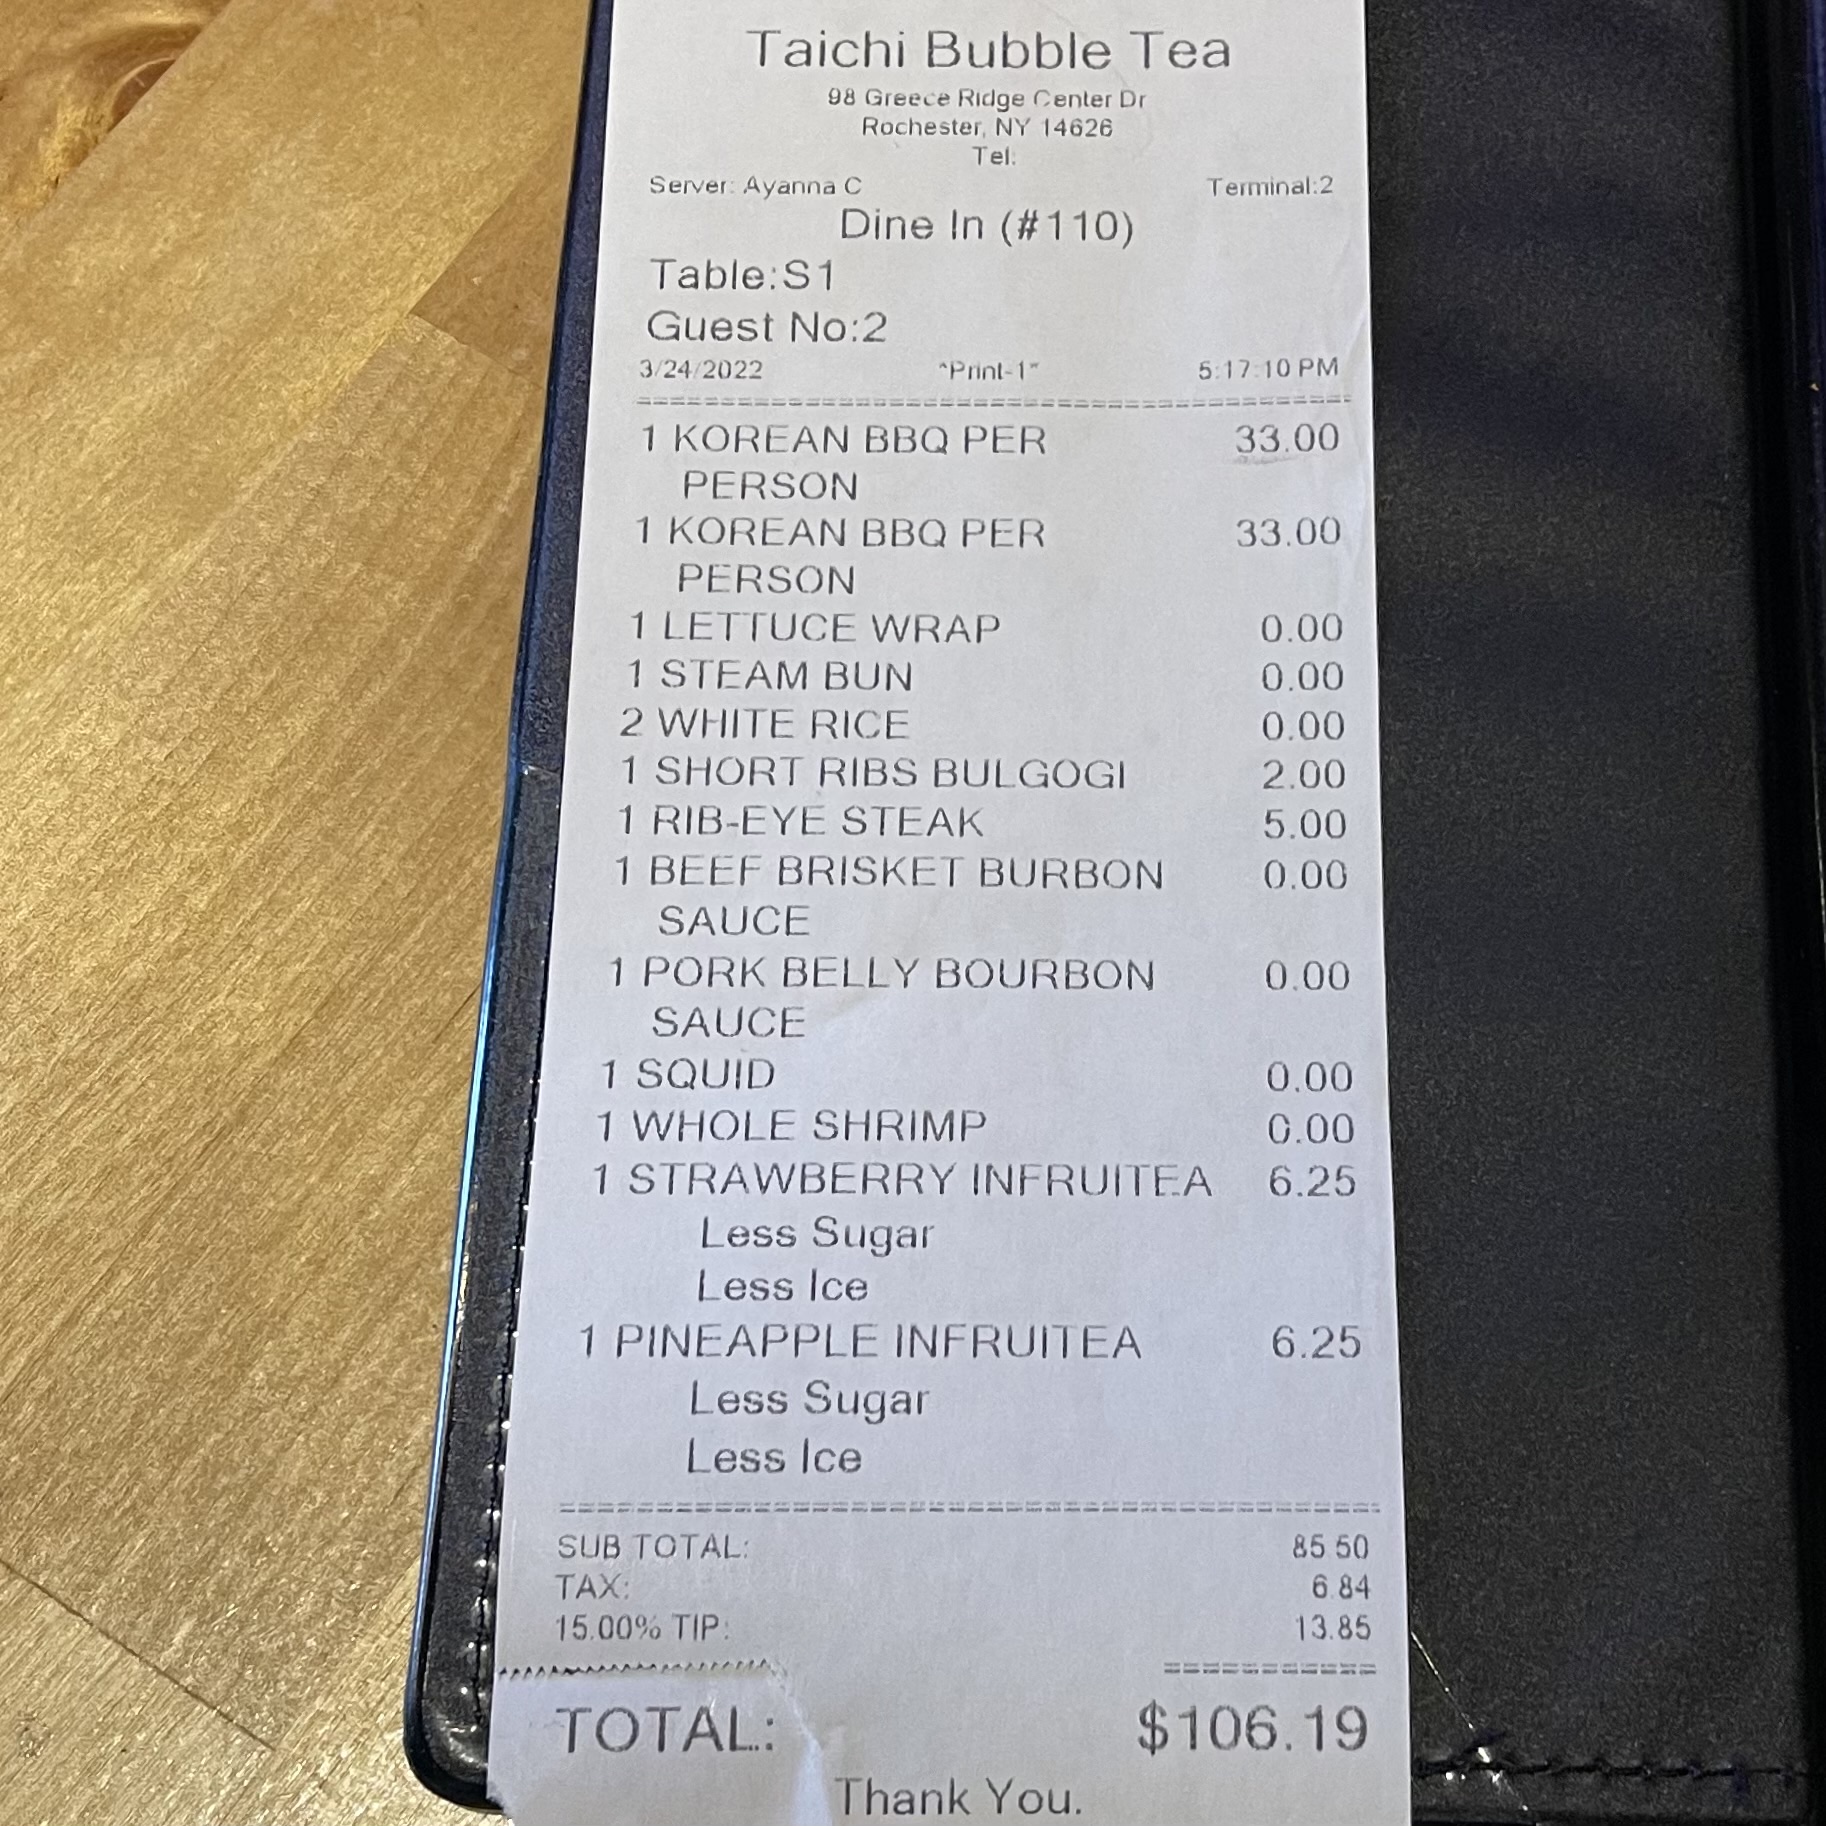 Taichi Bubble Tea
98 Greece Ridge Center Dr
Rochester, NY 14626
Tel:
Server: Ayanna C Terminal:2
Dine In (#110)
Table:S1
Guest No:2
3/24/2022 *Print-1* 5:17:10 PM
1 KOREAN BBQ PER 33.00
PERSON
1 KOREAN BBQ PER 33.00
PERSON
1 LETTUCE WRAP 0.00
1 STEAM BUN 0.00
2 WHITE RICE 0.00
1 SHORT RIBS BULGOGI 2.00
1 RIB-EYE STEAK 5.00
1 BEEF BRISKET BURBON 0.00
SAUCE
1 PORK BELLY BOURBON 0.00
SAUCE
1 SQUID 0.00
1 WHOLE SHRIMP 0.00
1 STRAWBERRY INFRUITEA 6.25
Less Sugar
Less Ice
1 PINEAPPLE INFRUITEA 6.25
Less Sugar
Less Ice
SUB TOTAL: 85.50
TAX: 6.84
15.00% TIP: 13.85
TOTAL: $106.19
Thank You.